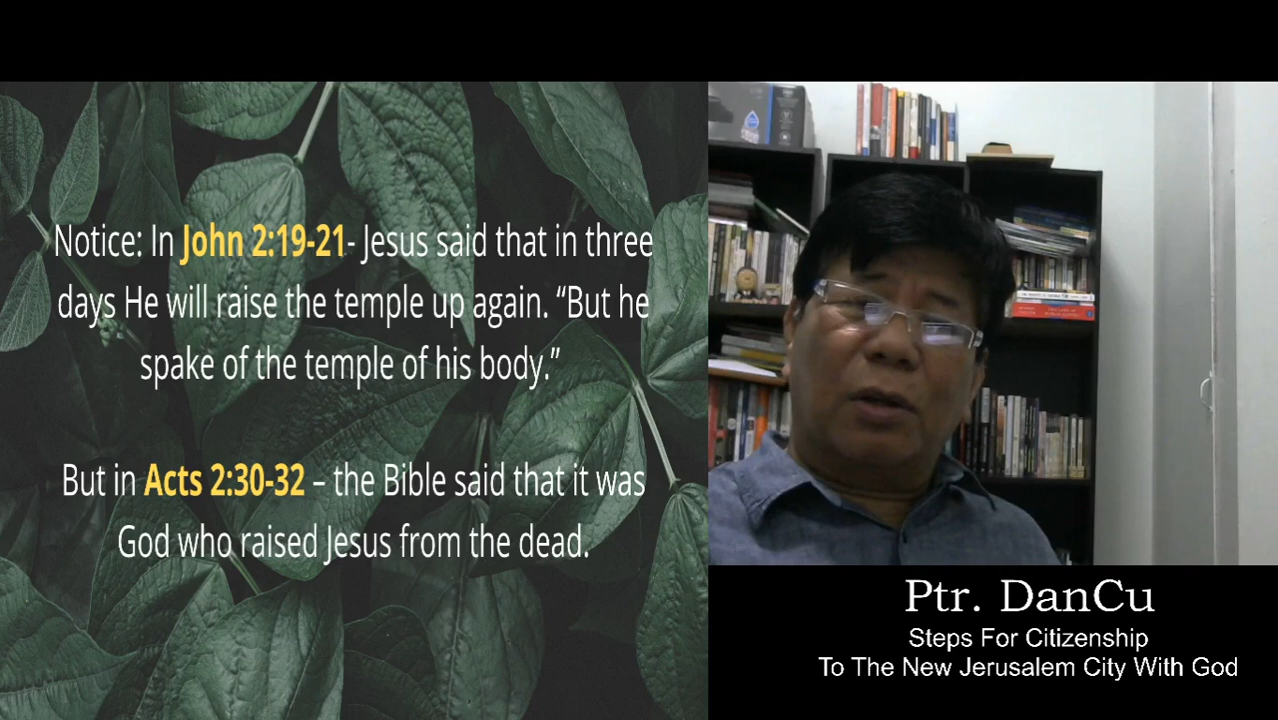 Notice: In John 2:19-21- Jesus said that in three
days He will raise the temple up again. “But he
spake of the temple of his body.”
But in Acts 2:30-32 – the Bible said that it was
God who raised Jesus from the dead.
Ptr. DanCu
Steps For Citizenship
To The New Jerusalem City With God